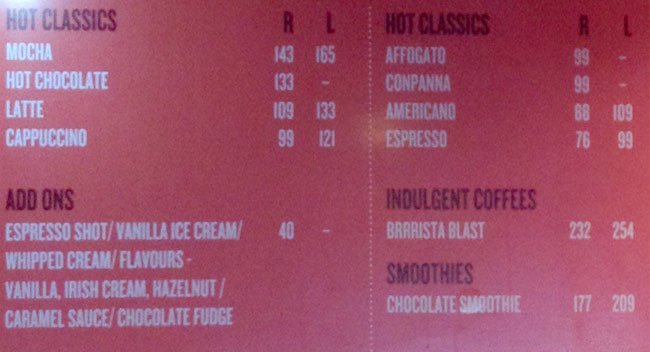 HOT CLASSICS R L
MOCHA 143 165
HOT CHOCOLATE 133 -
LATTE 109 133
CAPPUCCINO 99 121
ADD ONS
ESPRESSO SHOT/ VANILLA ICE CREAM/ 40 -
WHIPPED CREAM/ FLAVOURS -
VANILLA, IRISH CREAM, HAZELNUT /
CARAMEL SAUCE/ CHOCOLATE FUDGE
HOT CLASSICS R L
AFFOGATO 99 -
CONPANNA 99 -
AMERICANO 88 109
ESPRESSO 76 99
INDULGENT COFFEES
BRRRISTA BLAST 232 254
SMOOTHIES
CHOCOLATE SMOOTHIE 177 209